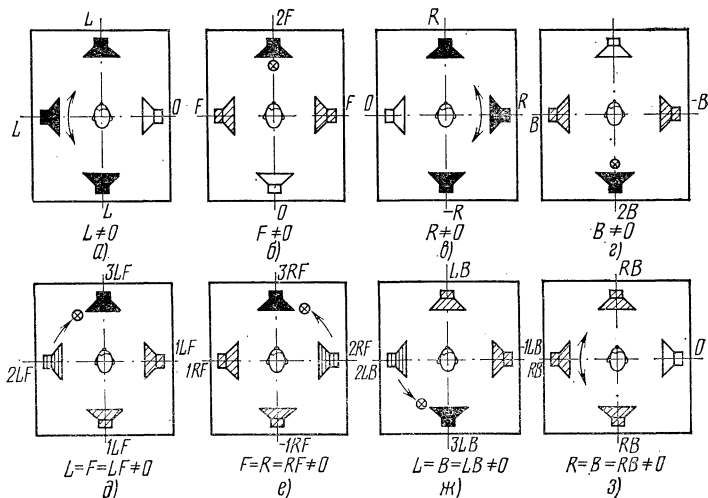 L
2F
R
L
O
F
F
O
R
B
-B
L
O
-R
2B
L≠0
F≠0
R≠0
B≠0
а)
б)
в)
г)
3LF
3RF
LB
RB
2LF
1LF
1RF
2RF
2LB
-1LB
RB
O
1LF
-1RF
3LB
RB
L=F=LF≠0
F=R=RF≠0
L=B=LB≠0
R=B=RB≠0
д)
е)
ж)
з)